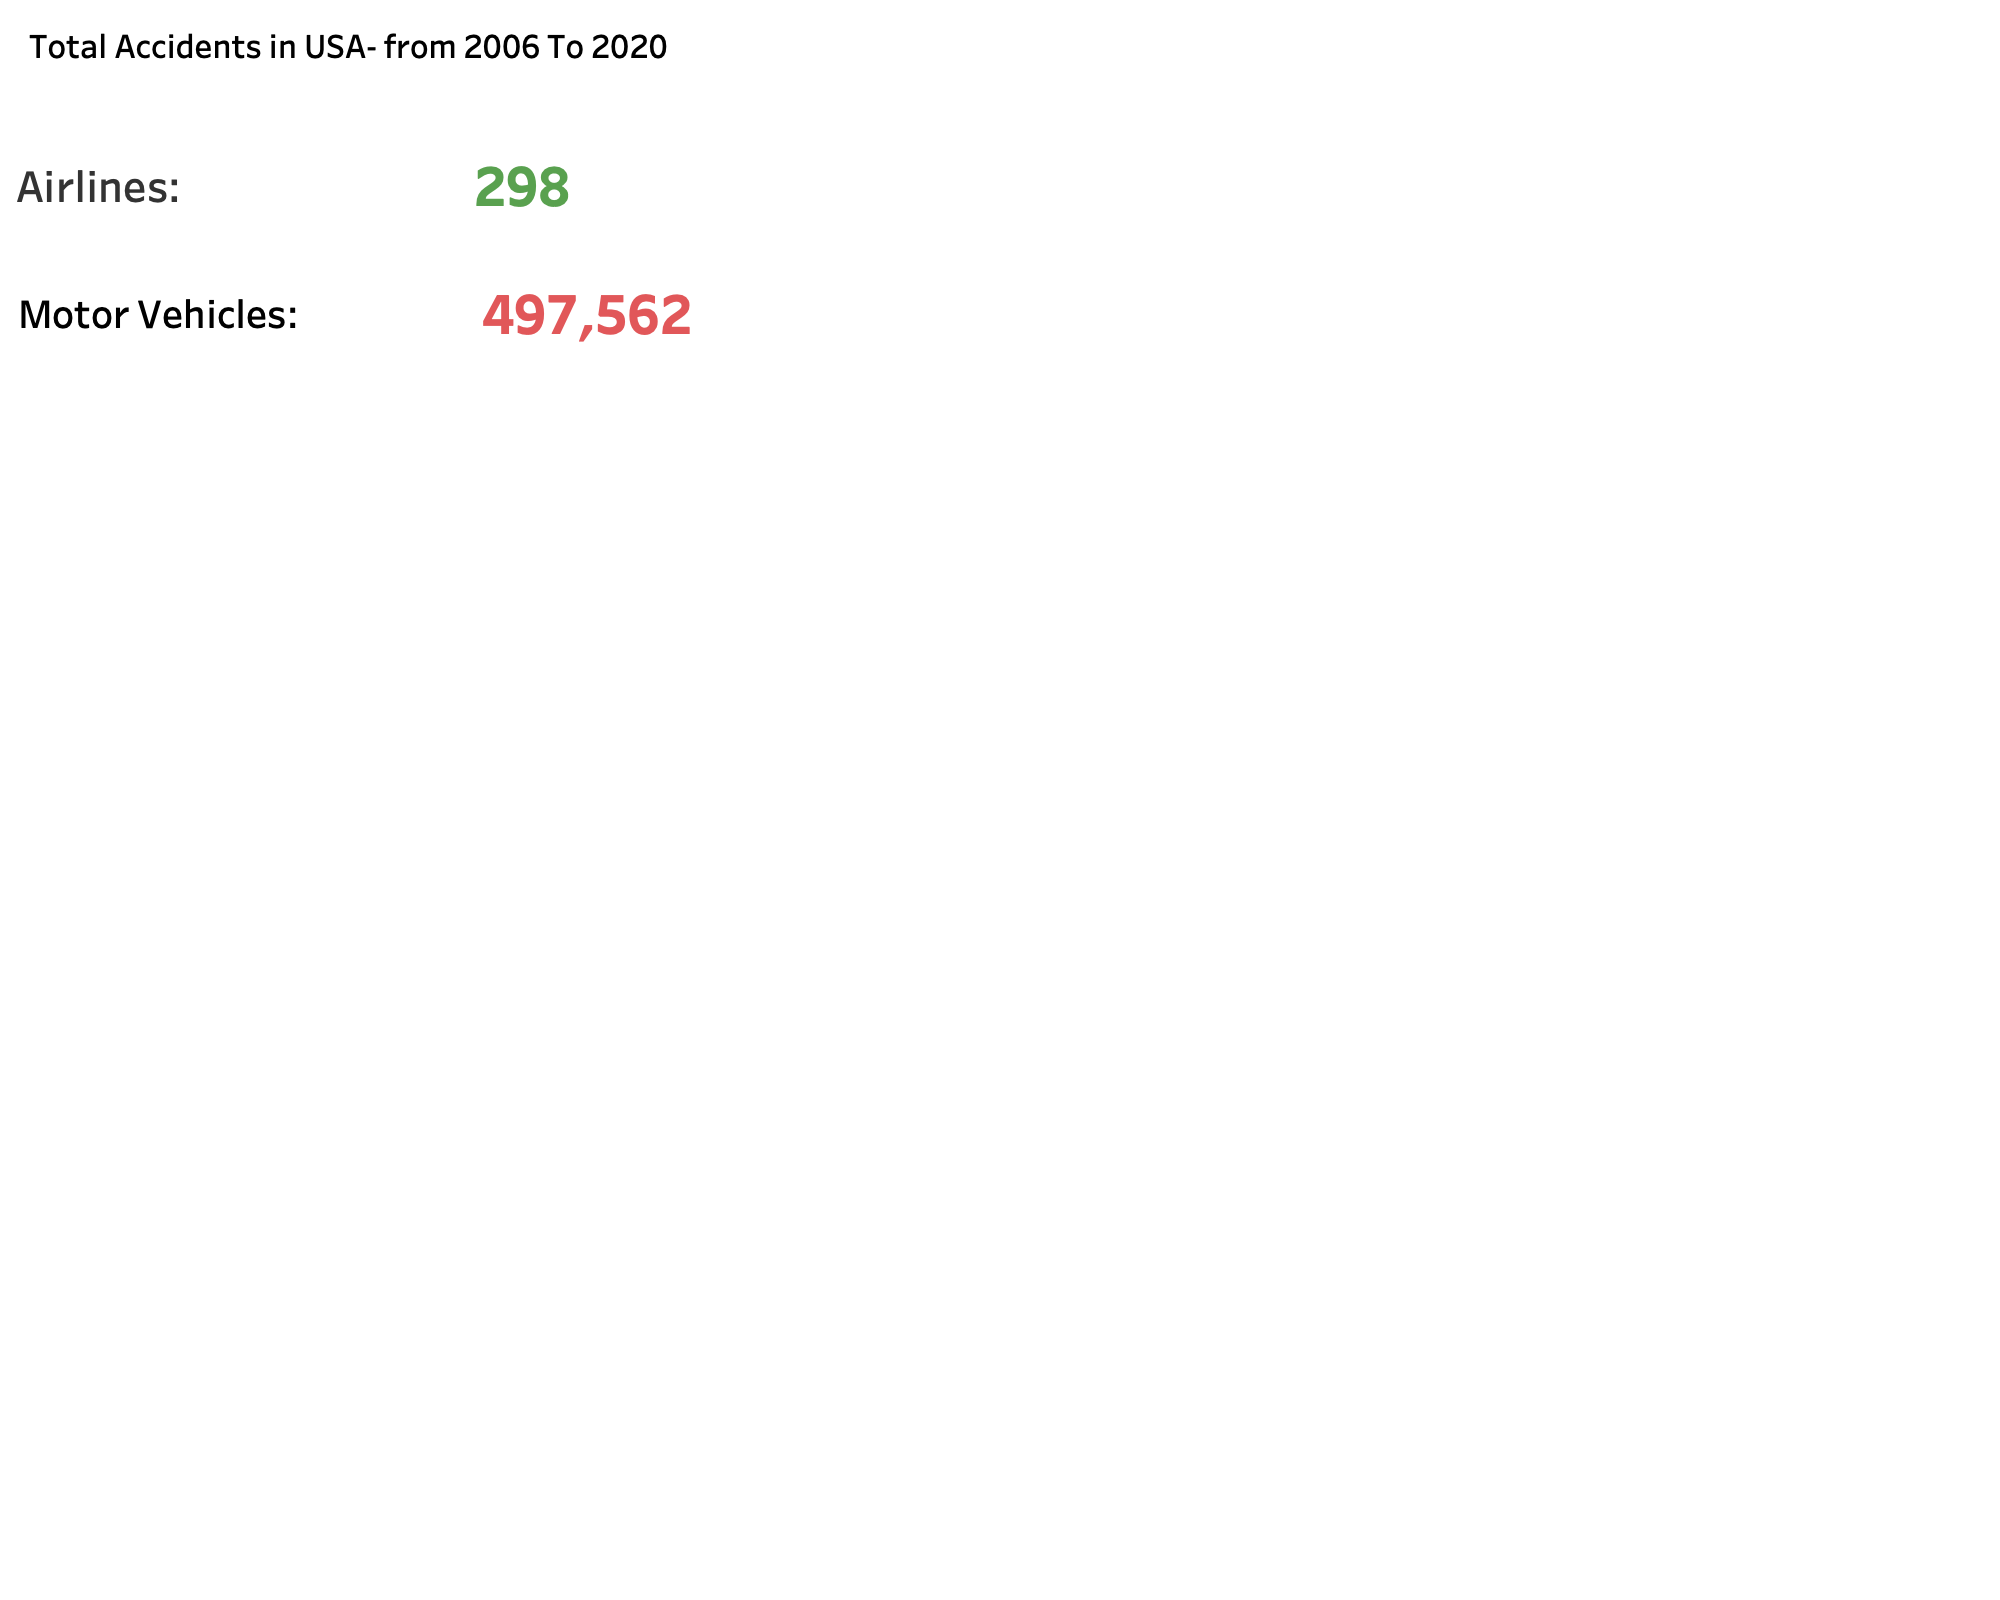 Total Accidents in USA- from 2006 To 2020
Airlines: 298
Motor Vehicles: 497,562